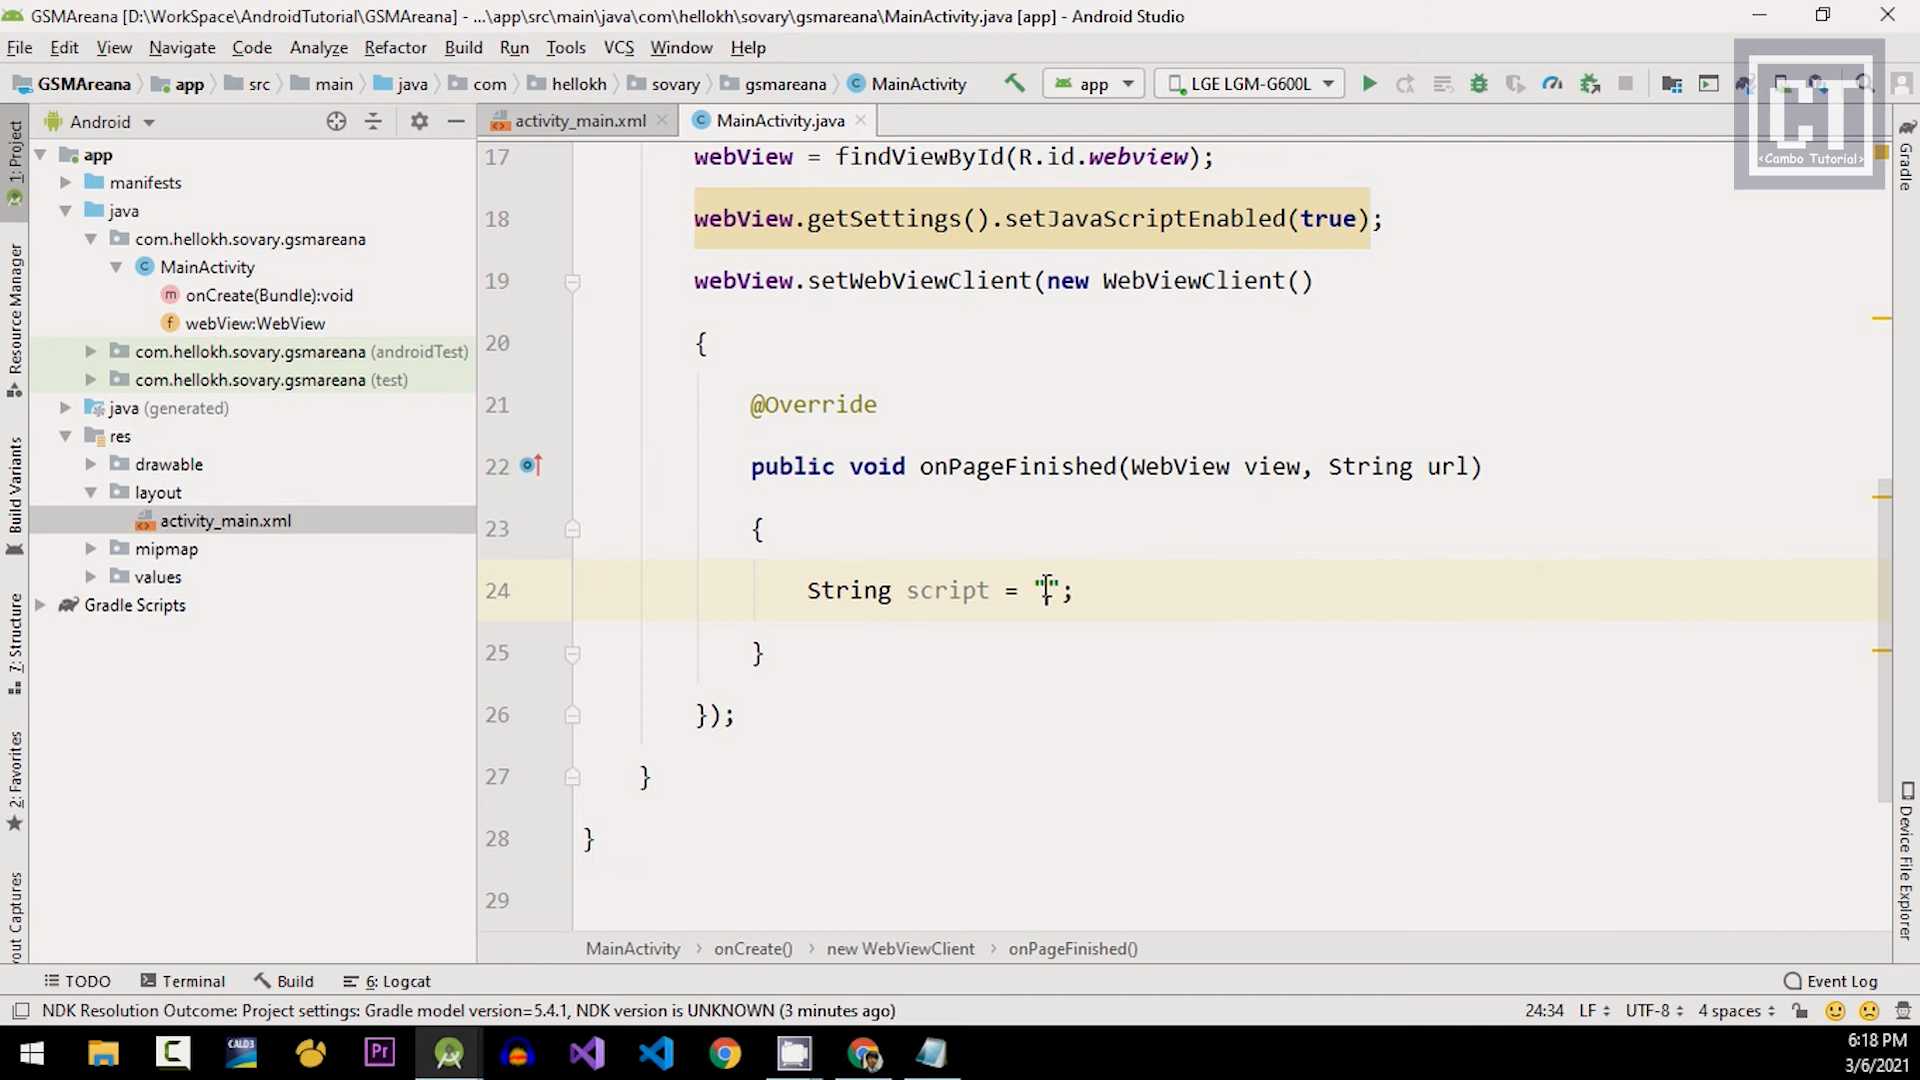 GSMAreana [D:\WorkSpace\AndroidTutorial\GSMAreana] - ...\app\src\main\java\com\hellokh\sovary\gsmareana\MainActivity.java [app] - Android Studio
File Edit View Navigate Code Analyze Refactor Build Run Tools VCS Window Help
GSMAreana app src main java com hellokh sovary gsmareana MainActivity app LGE LGM-G600L
CT
<Cambo Tutorial>
Android
activity_main.xml MainActivity.java
1: Project
Resource Manager
Build Variants
7: Structure
2: Favorites
out Captures
app
manifests
java
com.hellokh.sovary.gsmareana
MainActivity
onCreate(Bundle):void
webView:WebView
com.hellokh.sovary.gsmareana (androidTest)
com.hellokh.sovary.gsmareana (test)
java (generated)
res
drawable
layout
activity_main.xml
mipmap
values
Gradle Scripts
17 webView = findViewById(R.id.webview);
18 webView.getSettings().setJavaScriptEnabled(true);
19 webView.setWebViewClient(new WebViewClient()
20 {
21 @Override
22 public void onPageFinished(WebView view, String url)
23 {
24 String script = "";
25 }
26 });
27 }
28 }
29
Gradle
Device File Explorer
MainActivity onCreate() new WebViewClient onPageFinished()
TODO Terminal Build 6: Logcat Event Log
NDK Resolution Outcome: Project settings: Gradle model version=5.4.1, NDK version is UNKNOWN (3 minutes ago) 24:34 LF UTF-8 4 spaces
CALD3 Pr
6:18 PM
3/6/2021